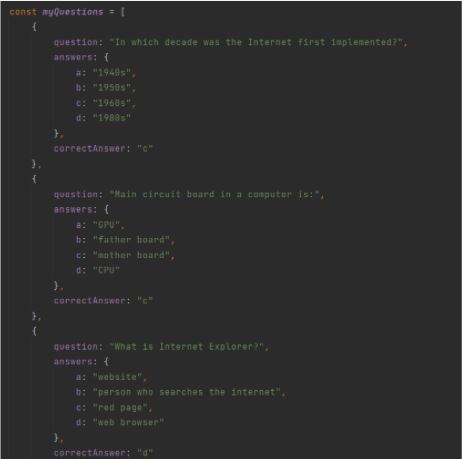 const myQuestions = [
{
question: "In which decade was the Internet first implemented?",
answers: {
a: "1940s",
b: "1950s",
c: "1960s",
d: "1980s"
},
correctAnswer: "c"
},
{
question: "Main circuit board in a computer is:",
answers: {
a: "GPU",
b: "father board",
c: "mother board",
d: "CPU"
},
correctAnswer: "c"
},
{
question: "What is Internet Explorer?",
answers: {
a: "website",
b: "person who searches the internet",
c: "red page",
d: "web browser"
},
correctAnswer: "d"